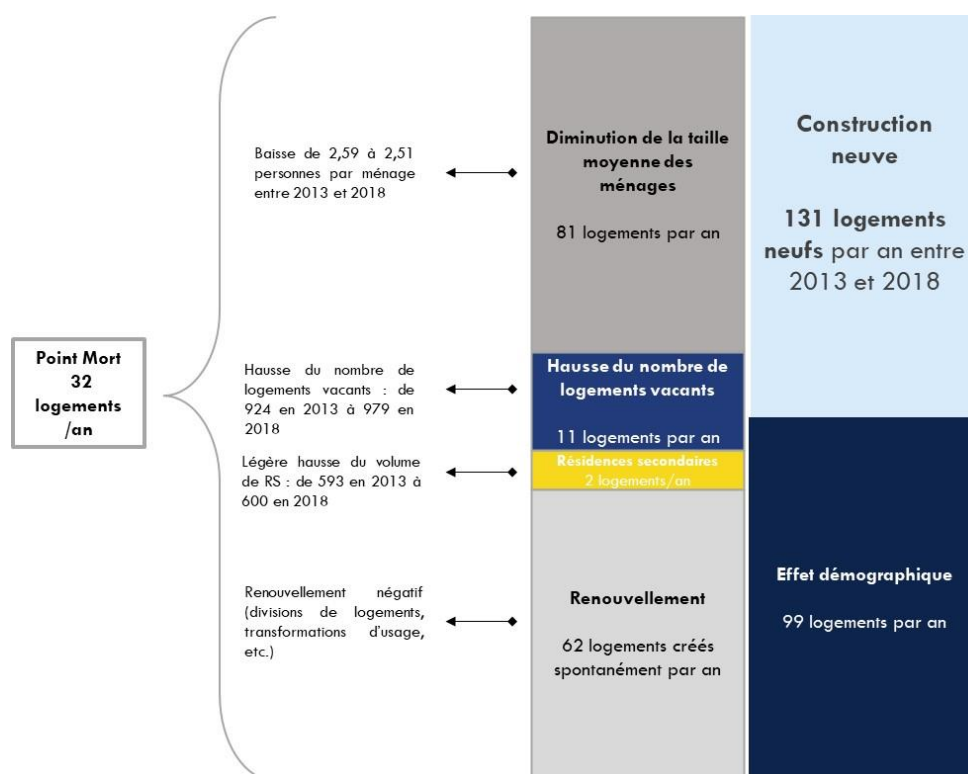 Point Mort
32
logements
/an
Baisse de 2,59 à 2,51
personnes par ménage
entre 2013 et 2018
Hausse du nombre de
logements vacants : de
924 en 2013 à 979 en
2018
Légère hausse du volume
de RS : de 593 en 2013 à
600 en 2018
Renouvellement négatif
(divisions de logements,
transformations d'usage,
etc.)
Diminution de la taille
moyenne des
ménages
81 logements par an
Hausse du nombre de
logements vacants
11 logements par an
Résidences secondaires
2 logements/an
Renouvellement
62 logements créés
spontanément par an
Construction
neuve
131 logements
neufs par an entre
2013 et 2018
Effet démographique
99 logements par an